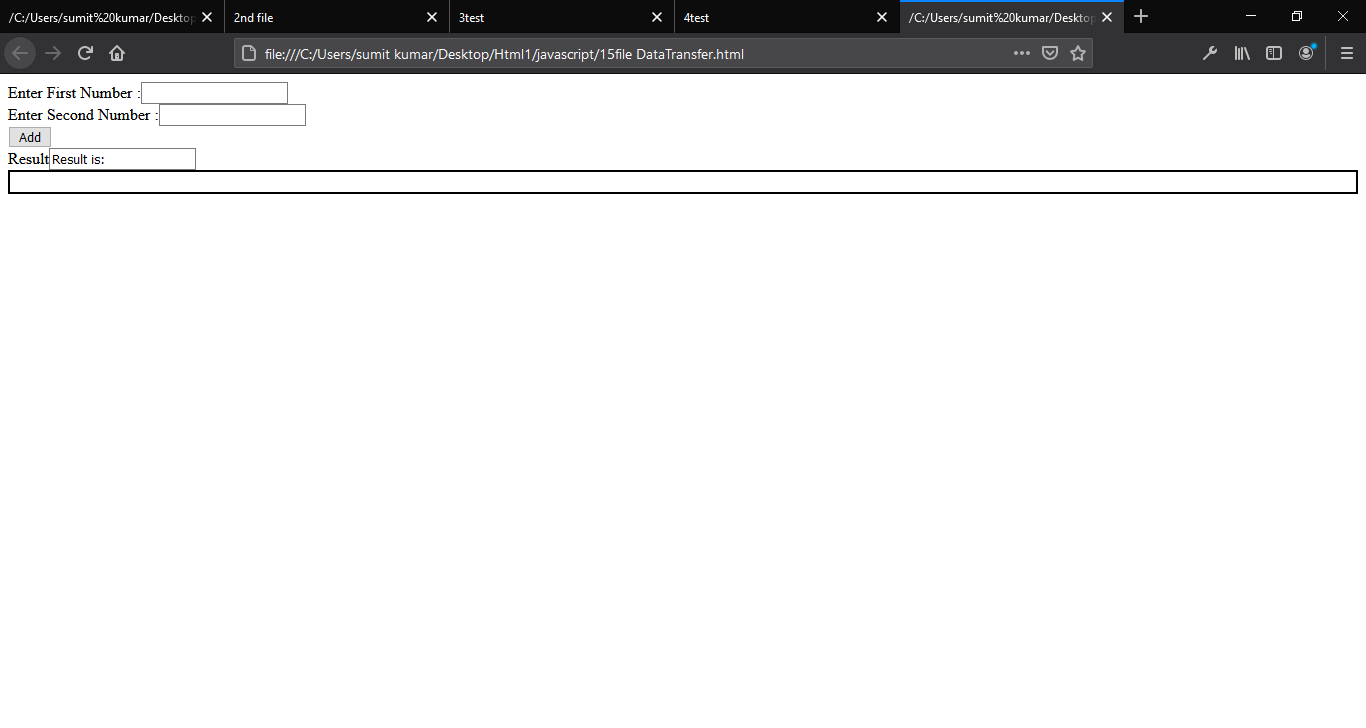 /C:/Users/sumit%20kumar/Desktop 2nd file 3test 4test /C:/Users/sumit%20kumar/Desktop
file:///C:/Users/sumit kumar/Desktop/Html1/javascript/15file DataTransfer.html
Enter First Number :
Enter Second Number :
Add
Result Result is: